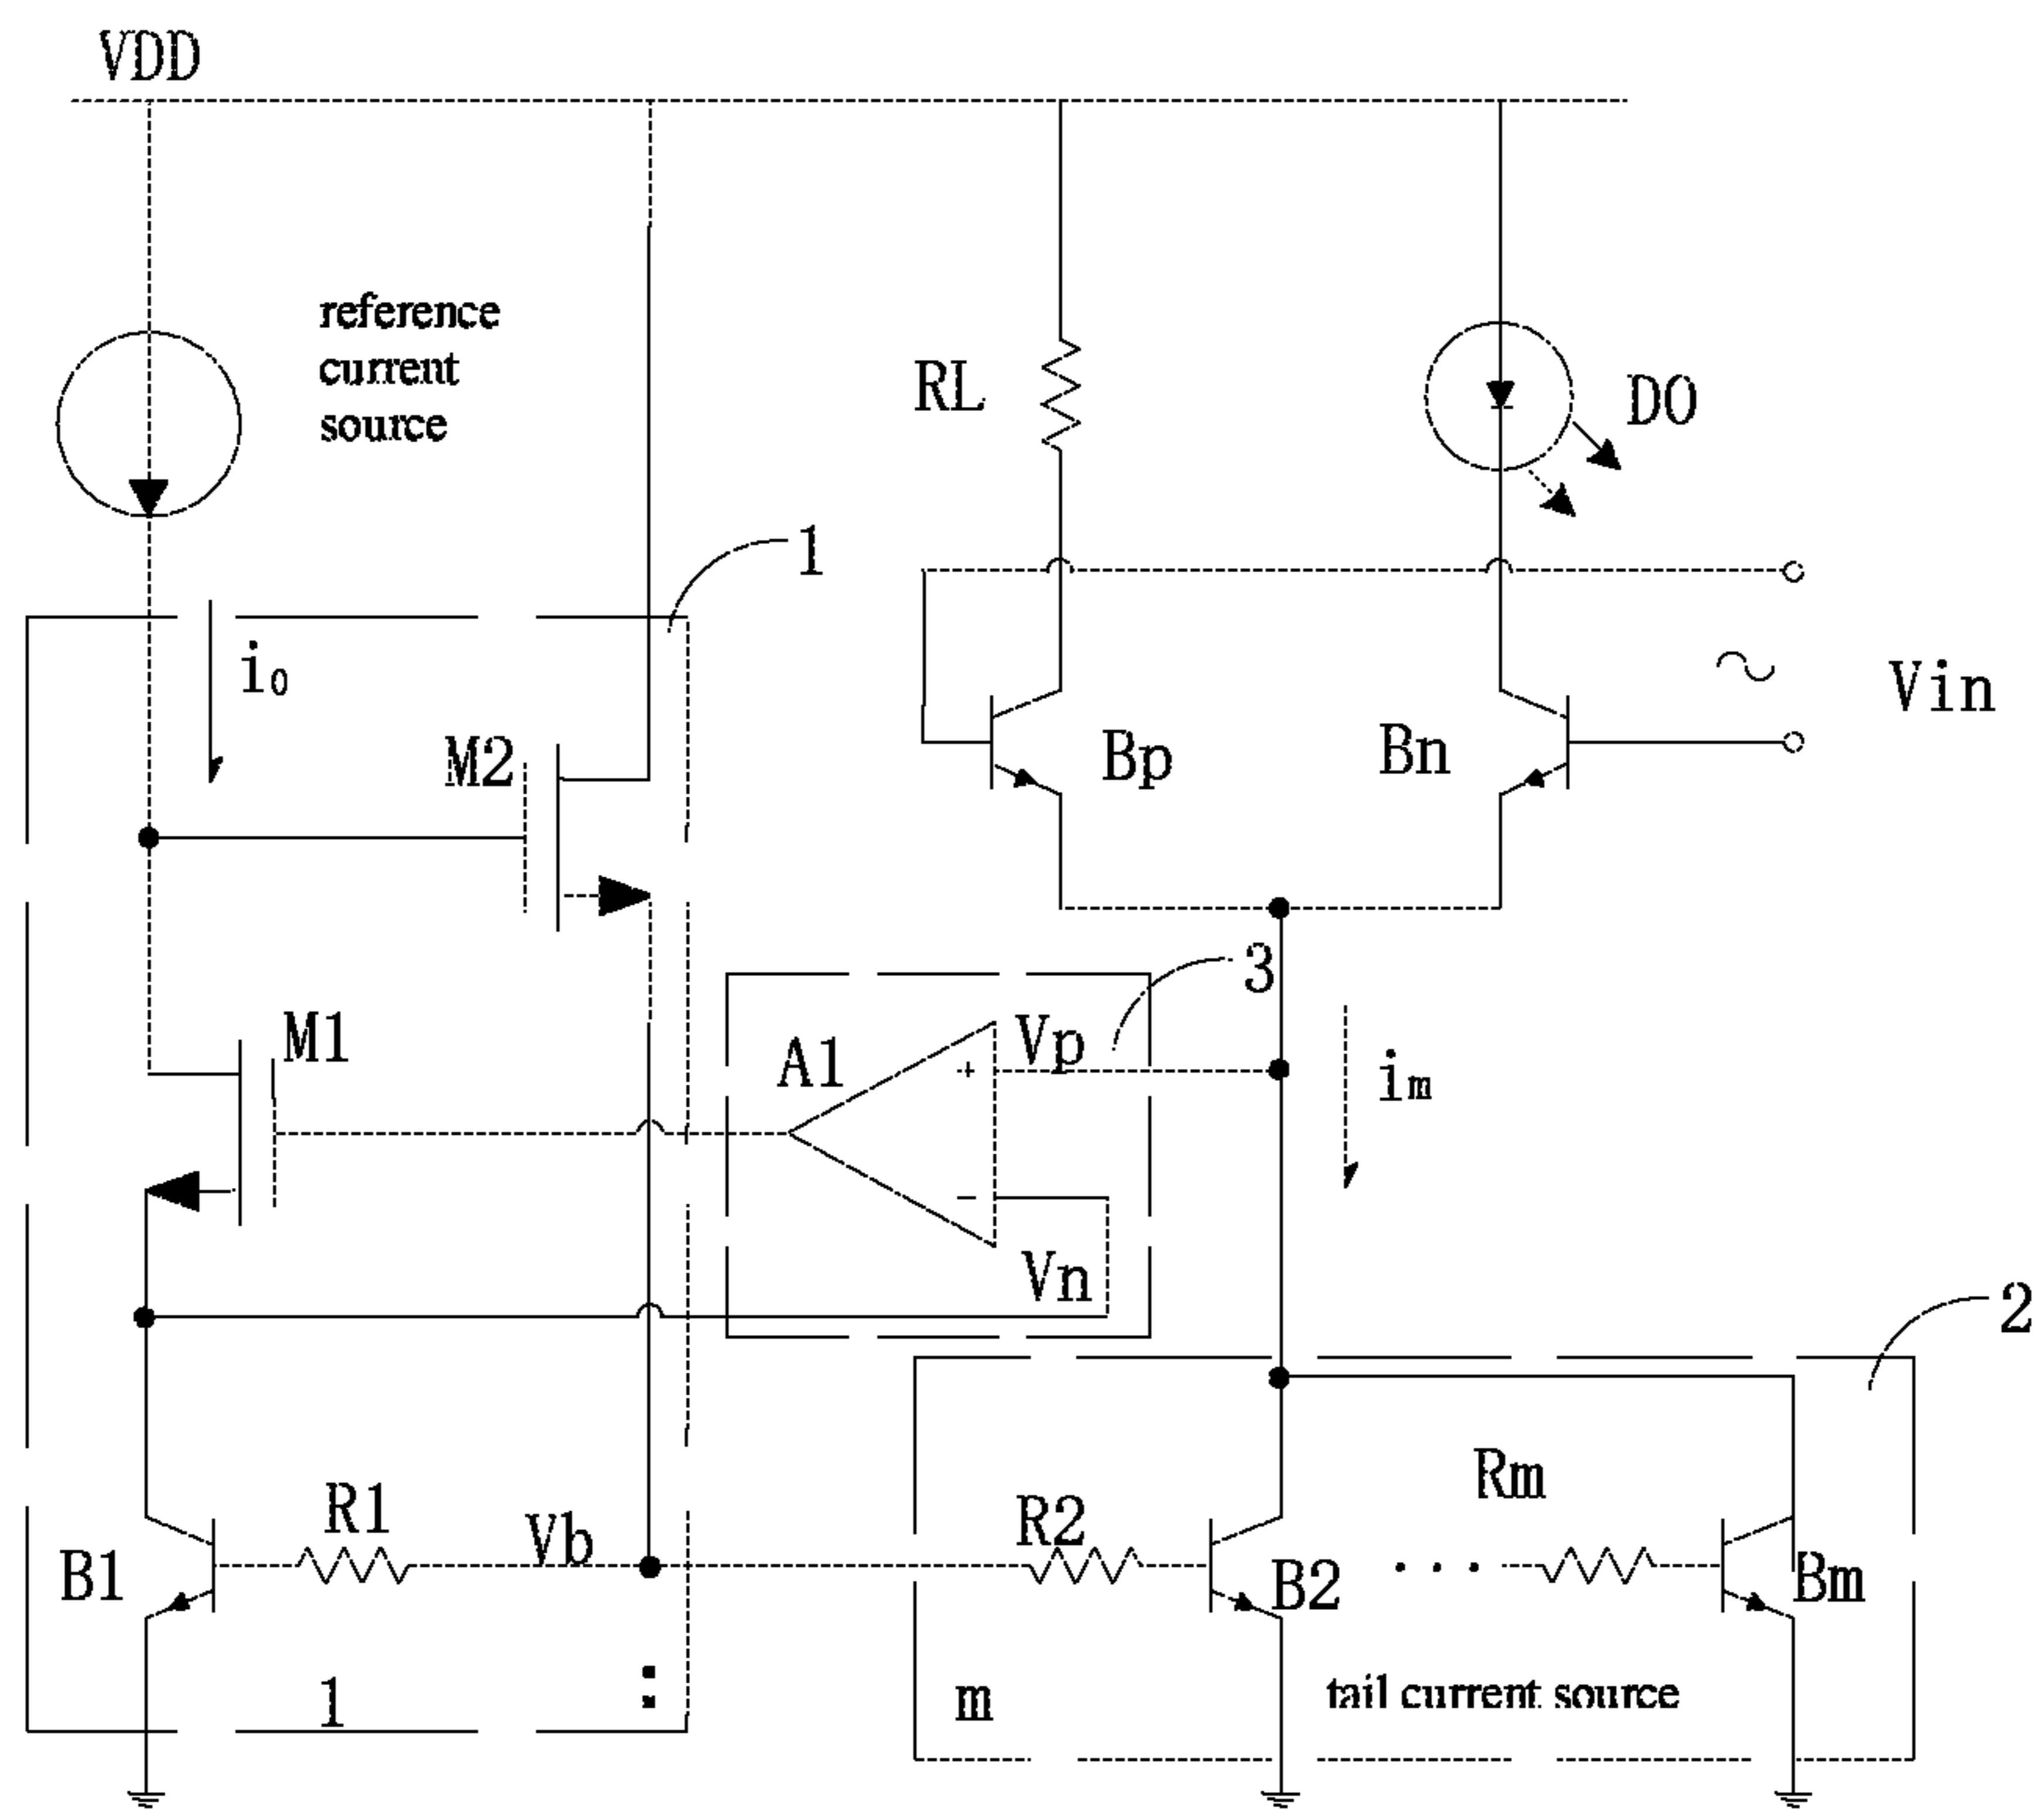 VDD
reference
current
source
RL
DO
1
i₀
M2
Bp
Bn
Vin
3
M1
A1
+
Vp
iₘ
−
Vn
2
R1
Vb
R2
Rm
B1
B2
...
Bm
1
:
m
tail current source